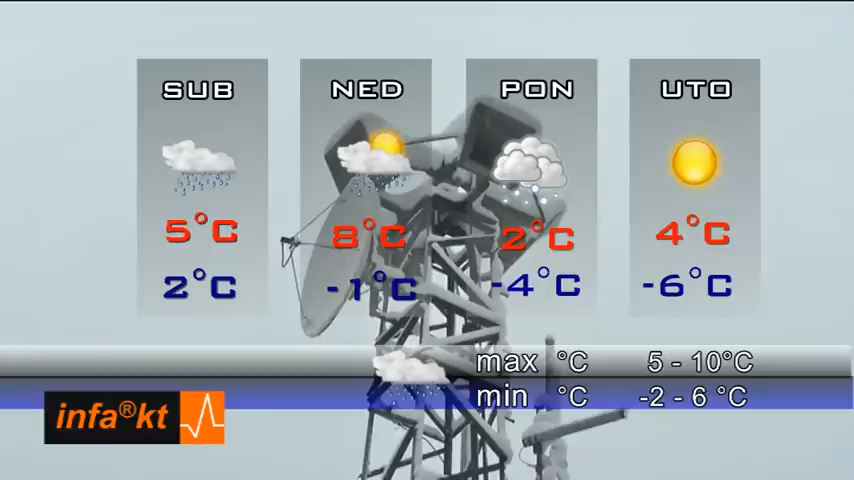 SUB NED PON UTO
5°C 8°C 2°C 4°C
2°C -1°C -4°C -6°C
max °C 5 - 10°C
min °C -2 - 6 °C
infa®kt